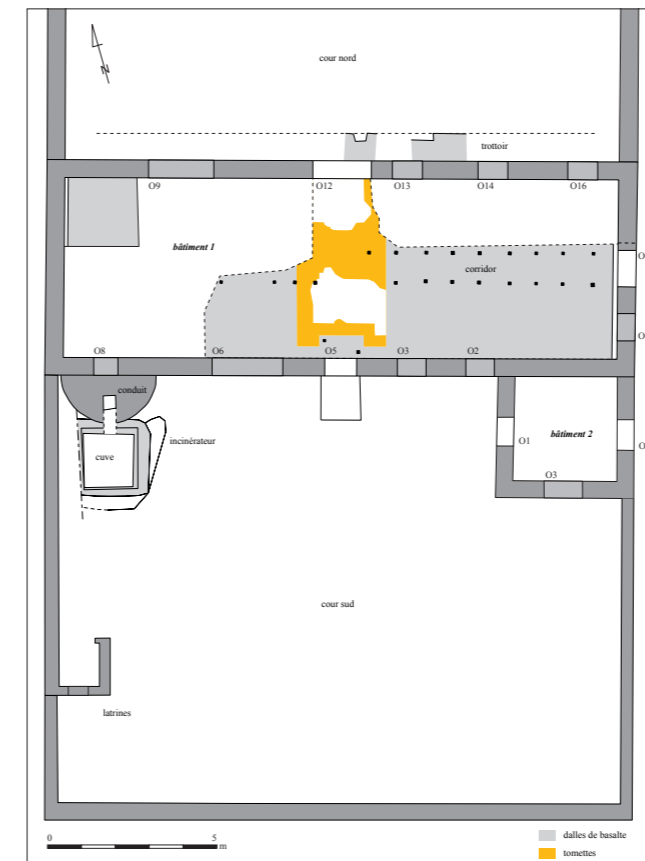 N
cour nord
trottoir
O9
O12
O13
O14
O16
bâtiment 1
corridor
O
O
O8
O6
O5
O3
O2
conduit
cuve
incinérateur
O1
bâtiment 2
O
O3
cour sud
latrines
0
5
m
dalles de basalte
tomettes